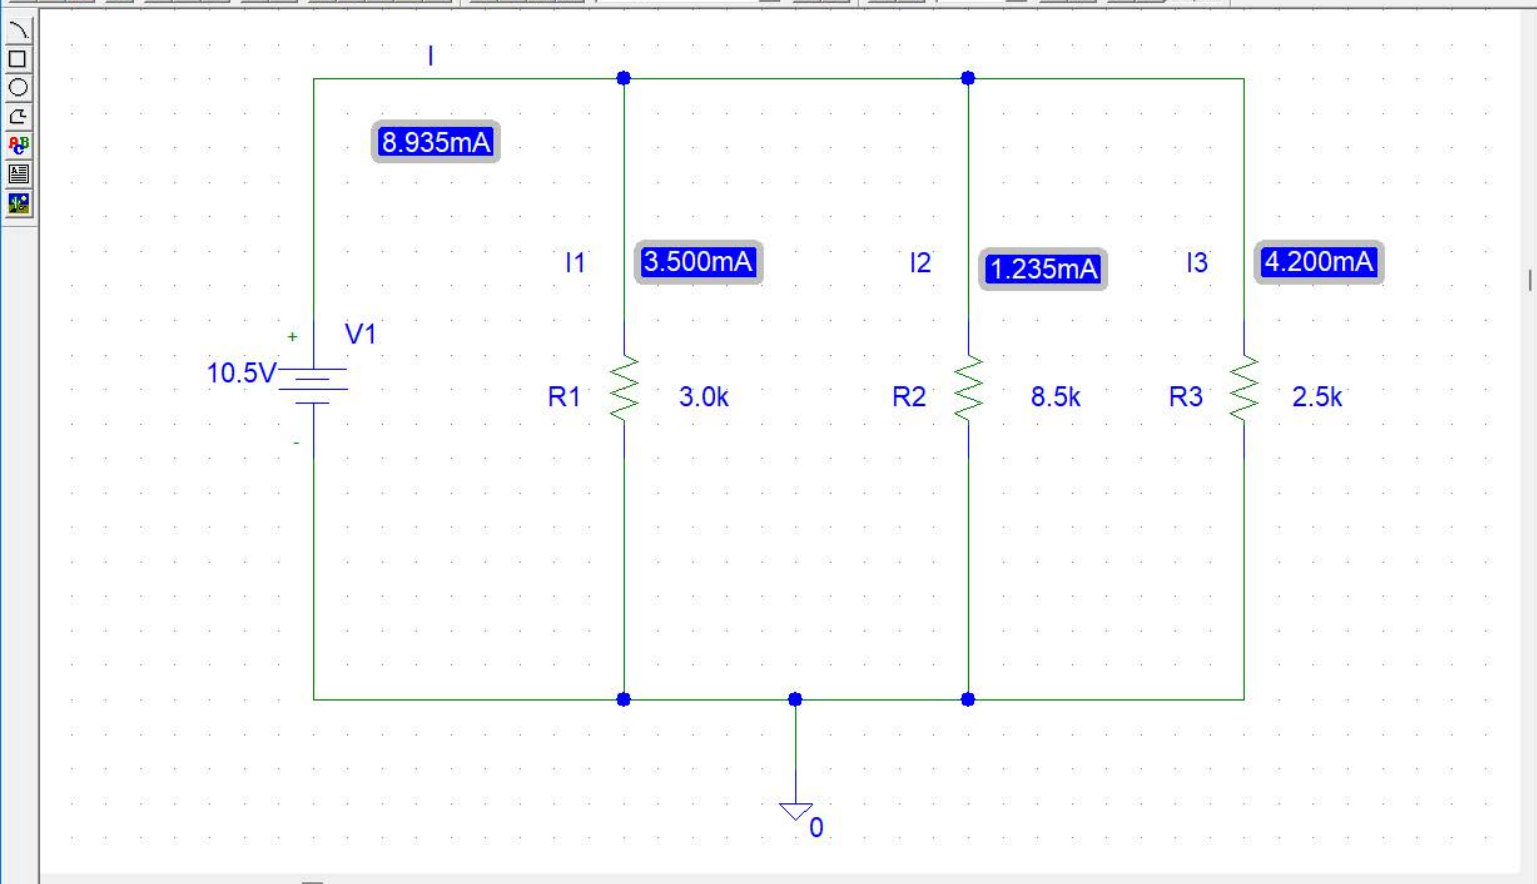 I
8.935mA
I1
3.500mA
I2
1.235mA
I3
4.200mA
+
V1
10.5V
R1
3.0k
R2
8.5k
R3
2.5k
-
0
ABC